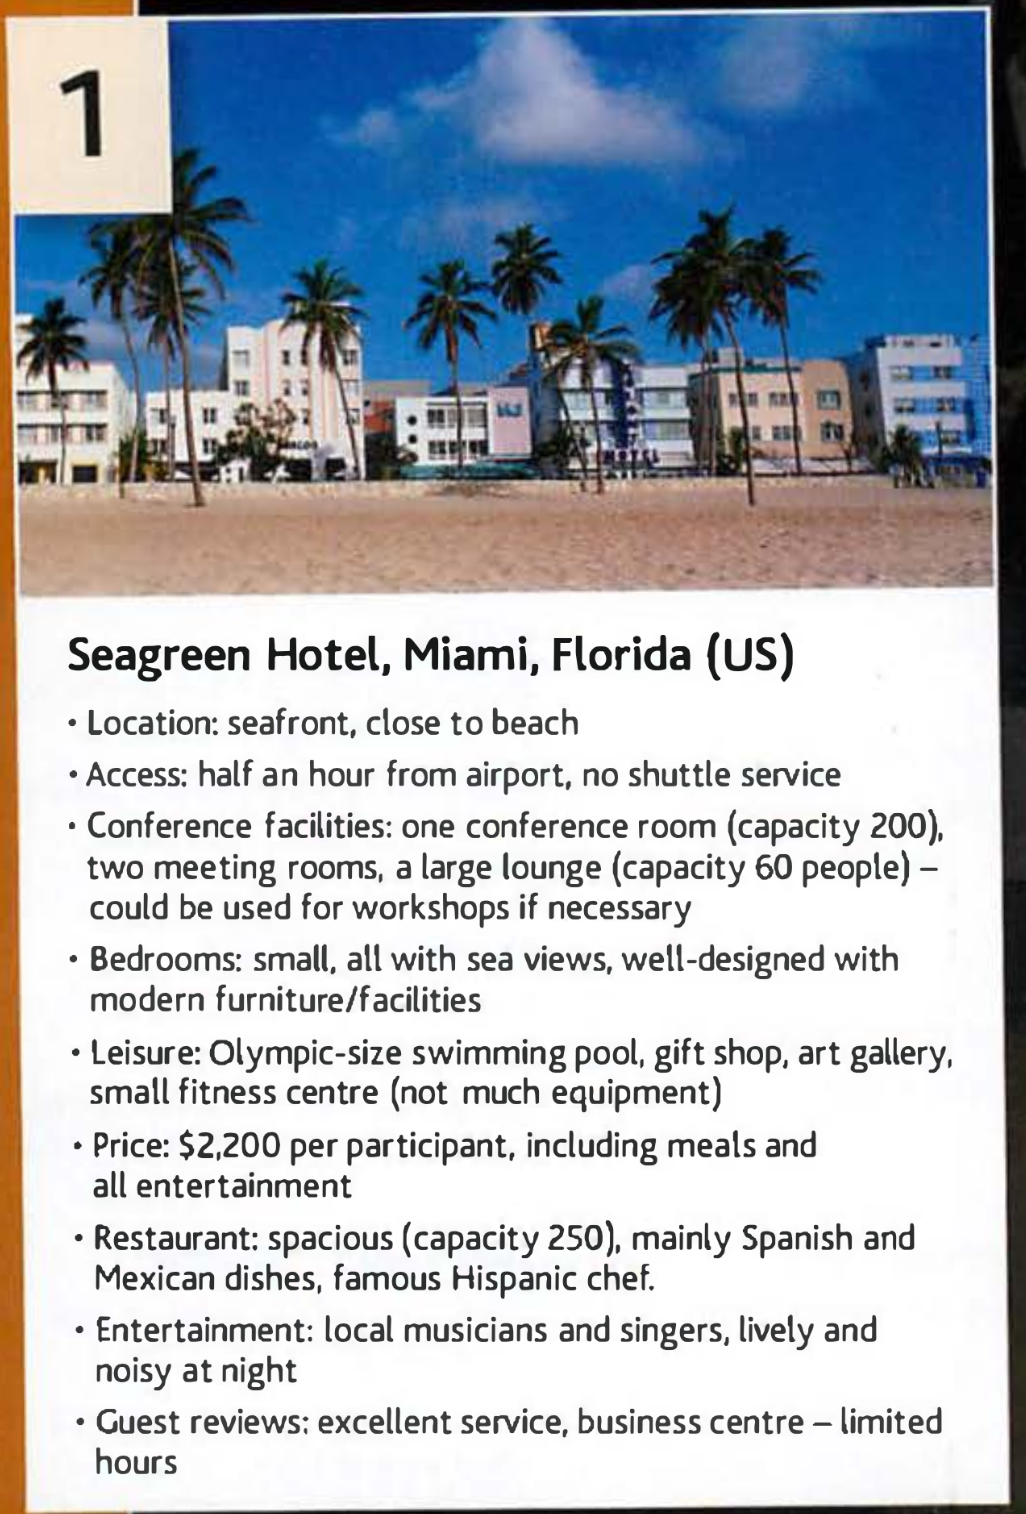 1
HOTEL
Seagreen Hotel, Miami, Florida (US)
• Location: seafront, close to beach
• Access: half an hour from airport, no shuttle service
• Conference facilities: one conference room (capacity 200),
two meeting rooms, a large lounge (capacity 60 people) –
could be used for workshops if necessary
• Bedrooms: small, all with sea views, well-designed with
modern furniture/facilities
• Leisure: Olympic-size swimming pool, gift shop, art gallery,
small fitness centre (not much equipment)
• Price: $2,200 per participant, including meals and
all entertainment
• Restaurant: spacious (capacity 250), mainly Spanish and
Mexican dishes, famous Hispanic chef.
• Entertainment: local musicians and singers, lively and
noisy at night
• Guest reviews: excellent service, business centre – limited
hours